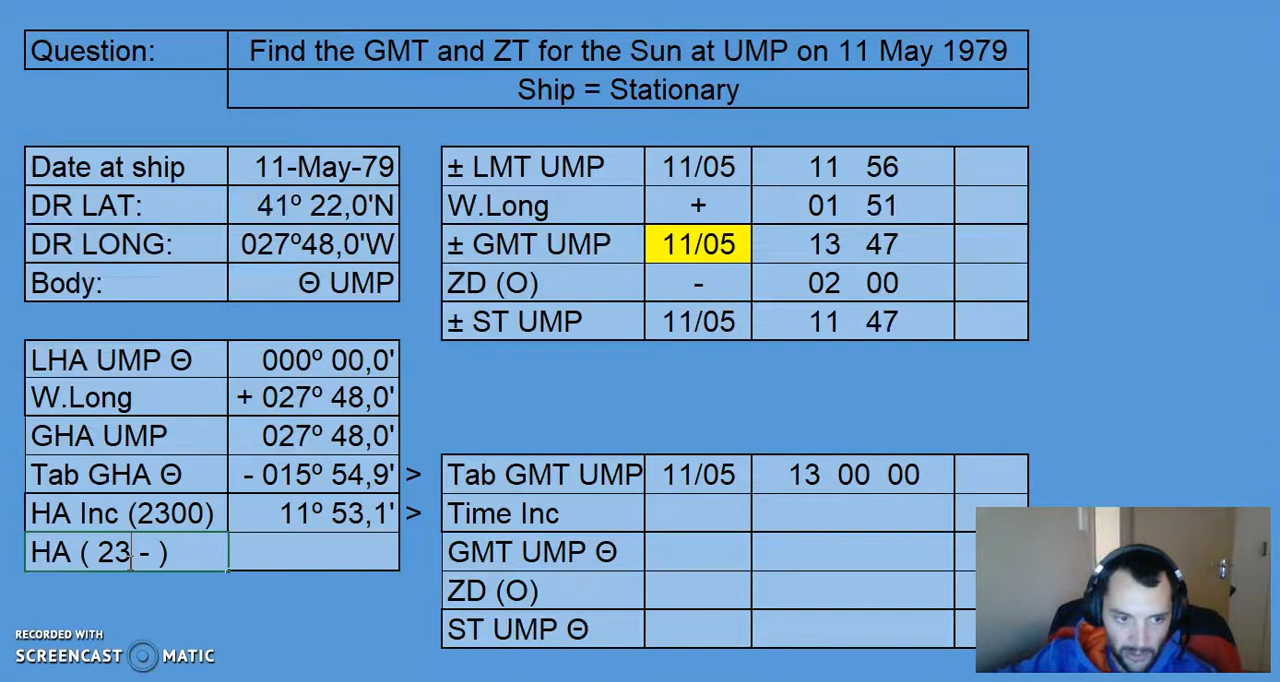 Question: Find the GMT and ZT for the Sun at UMP on 11 May 1979
Ship = Stationary
Date at ship 11-May-79
DR LAT: 41º 22,0'N
DR LONG: 027º48,0'W
Body: Θ UMP
± LMT UMP 11/05 11 56
W.Long + 01 51
± GMT UMP 11/05 13 47
ZD (O) - 02 00
± ST UMP 11/05 11 47
LHA UMP Θ 000º 00,0'
W.Long + 027º 48,0'
GHA UMP 027º 48,0'
Tab GHA Θ - 015º 54,9' >
HA Inc (2300) 11º 53,1' >
HA ( 23 - )
Tab GMT UMP 11/05 13 00 00
Time Inc
GMT UMP Θ
ZD (O)
ST UMP Θ
RECORDED WITH
SCREENCAST MATIC